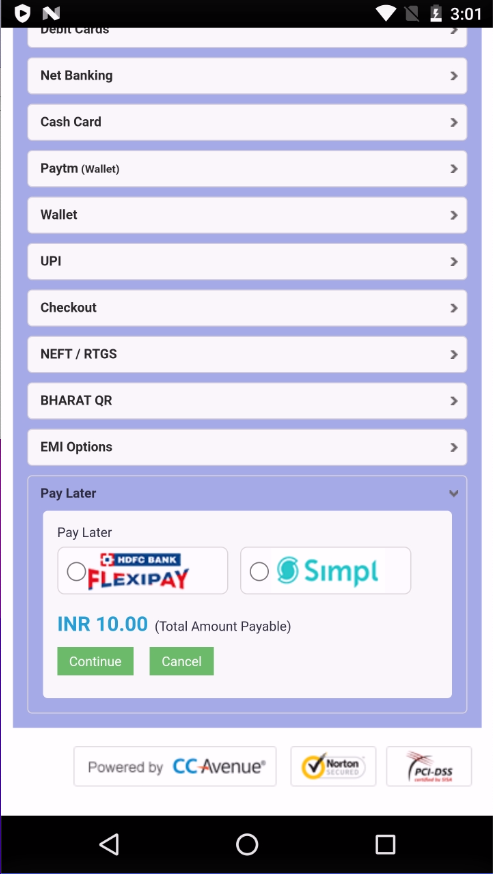 3:01
Debit Cards
Net Banking
Cash Card
Paytm (Wallet)
Wallet
UPI
Checkout
NEFT / RTGS
BHARAT QR
EMI Options
Pay Later
Pay Later
HDFC BANK
FLEXIPAY
Simpl
INR 10.00 (Total Amount Payable)
Continue
Cancel
Powered by CCAvenue®
Norton
SECURED
PCI-DSS
certified by SISA